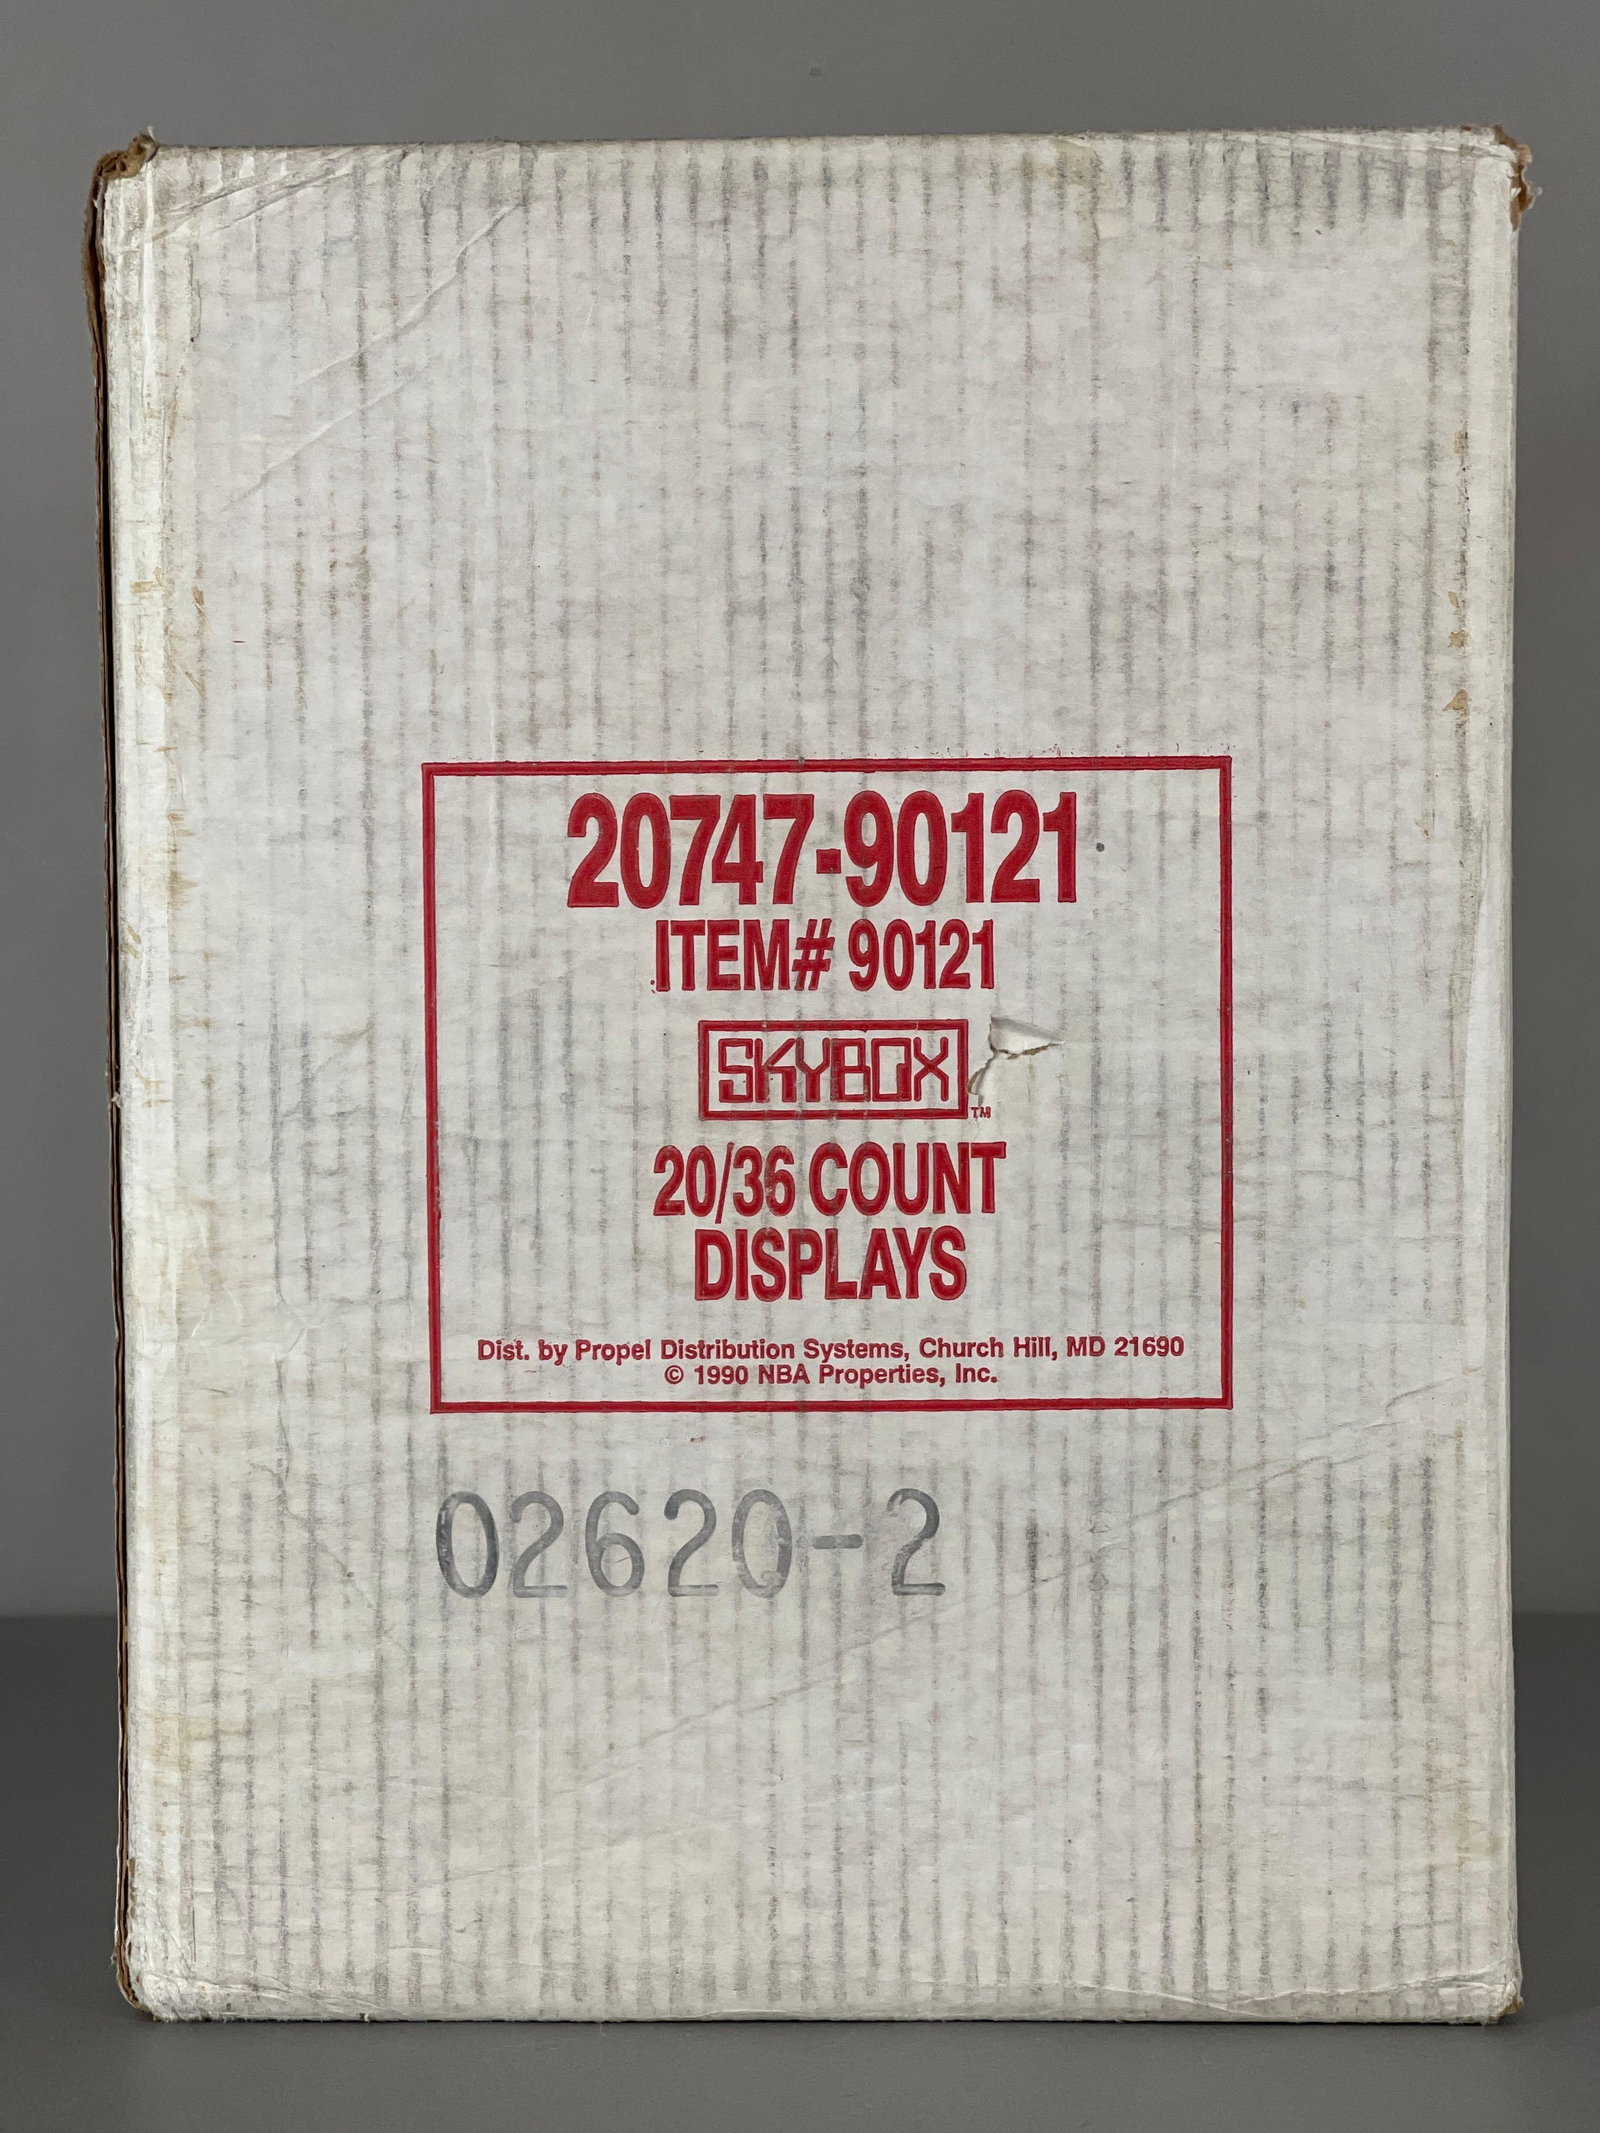 20747-90121
ITEM# 90121
SKYBOX TM
20/36 COUNT
DISPLAYS
Dist. by Propel Distribution Systems, Church Hill, MD 21690
© 1990 NBA Properties, Inc.
02620-2